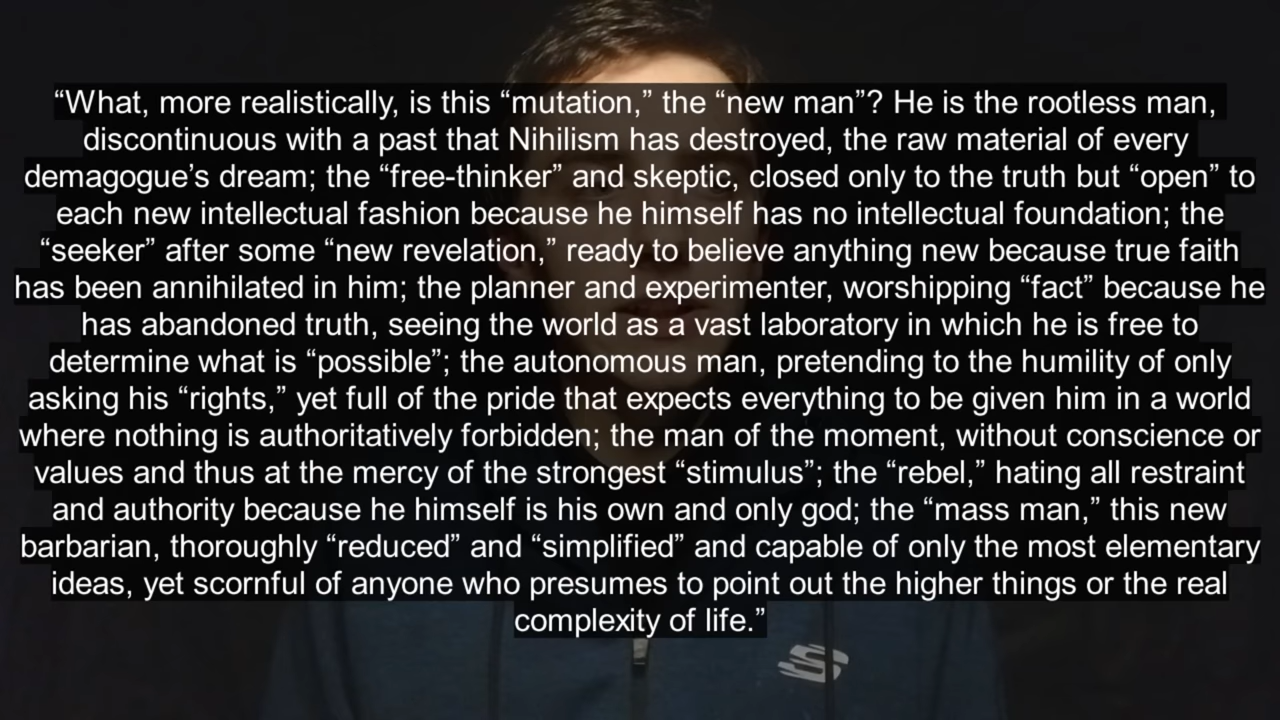 “What, more realistically, is this “mutation,” the “new man”? He is the rootless man,
discontinuous with a past that Nihilism has destroyed, the raw material of every
demagogue’s dream; the “free-thinker” and skeptic, closed only to the truth but “open” to
each new intellectual fashion because he himself has no intellectual foundation; the
“seeker” after some “new revelation,” ready to believe anything new because true faith
has been annihilated in him; the planner and experimenter, worshipping “fact” because he
has abandoned truth, seeing the world as a vast laboratory in which he is free to
determine what is “possible”; the autonomous man, pretending to the humility of only
asking his “rights,” yet full of the pride that expects everything to be given him in a world
where nothing is authoritatively forbidden; the man of the moment, without conscience or
values and thus at the mercy of the strongest “stimulus”; the “rebel,” hating all restraint
and authority because he himself is his own and only god; the “mass man,” this new
barbarian, thoroughly “reduced” and “simplified” and capable of only the most elementary
ideas, yet scornful of anyone who presumes to point out the higher things or the real
complexity of life.”